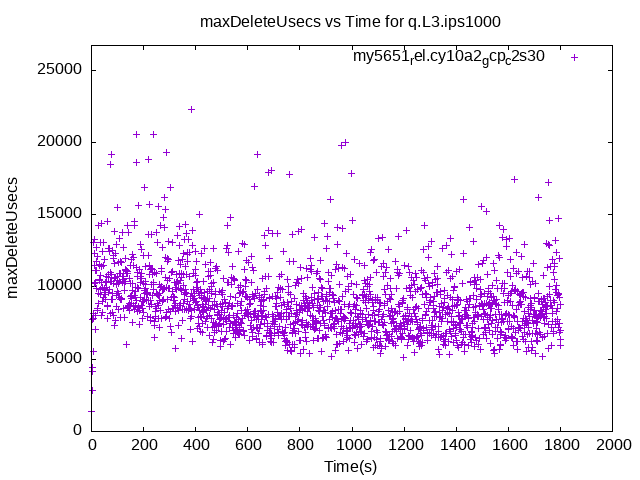 maxDeleteUsecs vs Time for q.L3.ips1000
my5651rel.cy10a2gcpc2s30
maxDeleteUsecs
25000
20000
15000
10000
5000
0
0 200 400 600 800 1000 1200 1400 1600 1800 2000
Time(s)